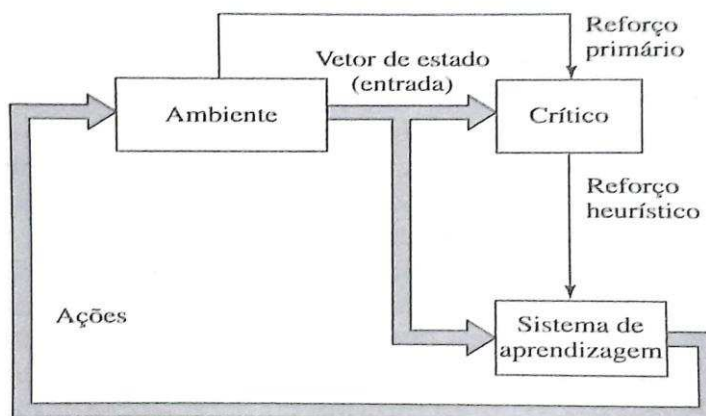 Reforço
primário
Vetor de estado
(entrada)
Ambiente
Crítico
Reforço
heurístico
Ações
Sistema de
aprendizagem